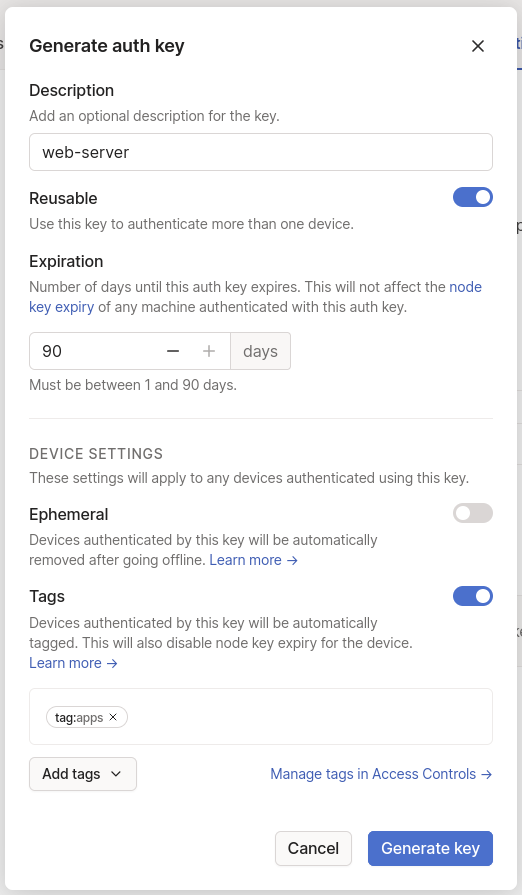 Generate auth key
Description
Add an optional description for the key.
web-server
Reusable
Use this key to authenticate more than one device.
Expiration
Number of days until this auth key expires. This will not affect the node
key expiry of any machine authenticated with this auth key.
90 days
Must be between 1 and 90 days.
DEVICE SETTINGS
These settings will apply to any devices authenticated using this key.
Ephemeral
Devices authenticated by this key will be automatically
removed after going offline. Learn more →
Tags
Devices authenticated by this key will be automatically
tagged. This will also disable node key expiry for the device.
Learn more →
tag:apps
Add tags Manage tags in Access Controls →
Cancel Generate key